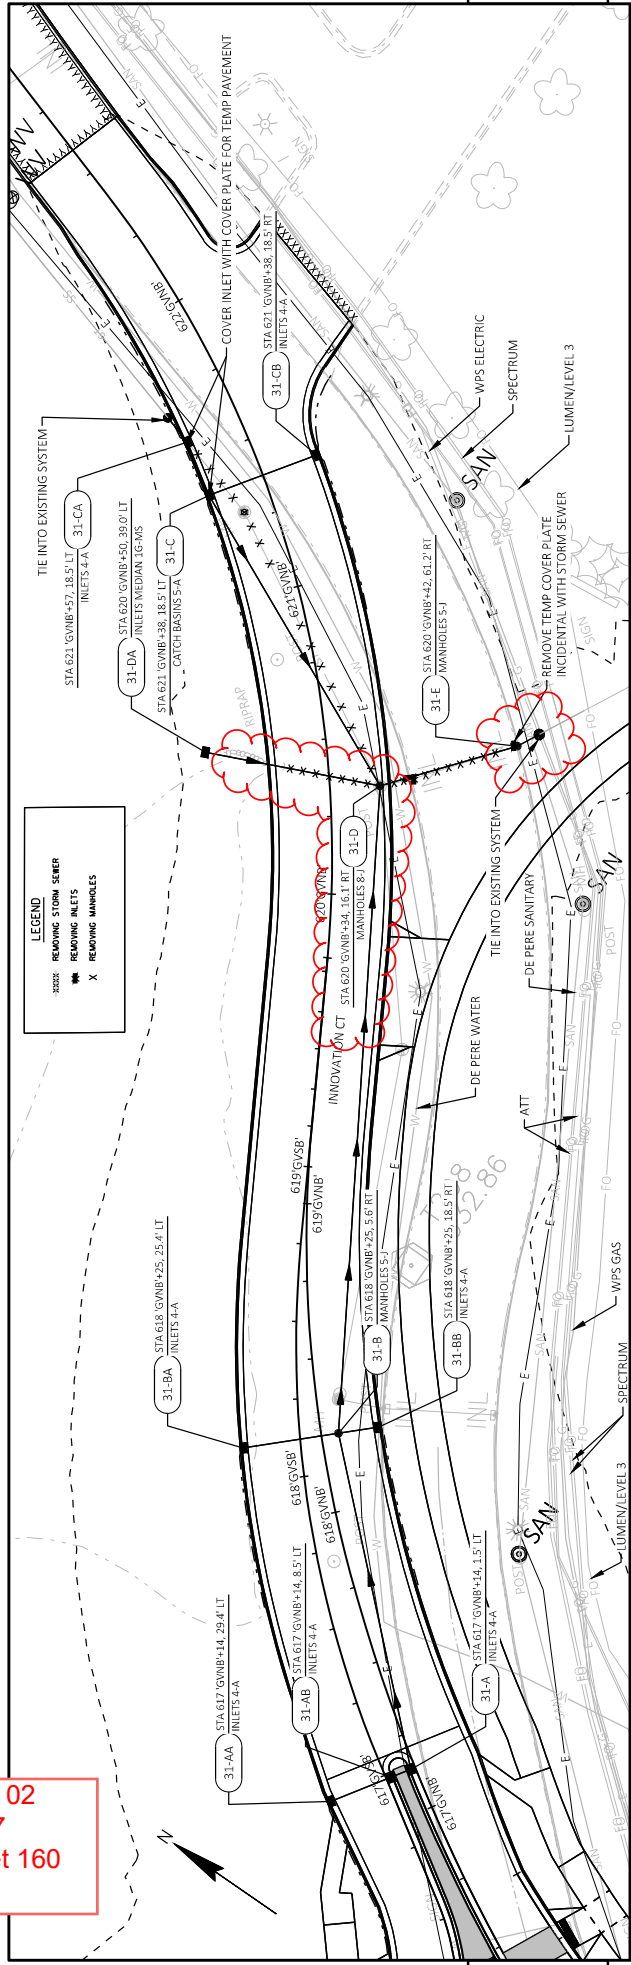 TIE INTO EXISTING SYSTEM
COVER INLET WITH COVER PLATE FOR TEMP PAVEMENT
STA 621 'GVNB'+57, 18.5' LT
INLETS 4-A
31-CA
STA 620 'GVNB'+50, 39.0' LT
INLETS MEDIAN 1G-MS
31-DA
STA 621 'GVNB'+38, 18.5' LT
CATCH BASINS 5-A
31-C
STA 621 'GVNB'+38, 18.5' RT
INLETS 4-A
31-CB
622'GVNB'
621'GVNB'
WPS ELECTRIC
SPECTRUM
LUMEN/LEVEL 3
SAN
REMOVE TEMP COVER PLATE
INCIDENTAL WITH STORM SEWER
STA 620 'GVNB'+42, 61.2' RT
MANHOLES 5-J
31-E
RIPRAP
LEGEND
REMOVING STORM SEWER
REMOVING INLETS
X REMOVING MANHOLES
620'GVNB'
STA 620 'GVNB'+34, 16.1' RT
MANHOLES 8-J
31-D
TIE INTO EXISTING SYSTEM
DE PERE SANITARY
SAN
INNOVATION CT
DE PERE WATER
ATT
619'GVSB'
619'GVNB'
STA 618 'GVNB'+25, 25.4' LT
INLETS 4-A
31-BA
STA 618 'GVNB'+25, 5.6' RT
MANHOLES 5-J
31-B
STA 618 'GVNB'+25, 18.5' RT
INLETS 4-A
31-BB
618'GVSB'
618'GVNB'
WPS GAS
SPECTRUM
LUMEN/LEVEL 3
SAN
STA 617 'GVNB'+14, 29.4' LT
INLETS 4-A
31-AA
STA 617 'GVNB'+14, 8.5' LT
INLETS 4-A
31-AB
STA 617 'GVNB'+14, 1.5' LT
INLETS 4-A
31-A
617'GVSB'
617'GVNB'
N
02
7
et 160